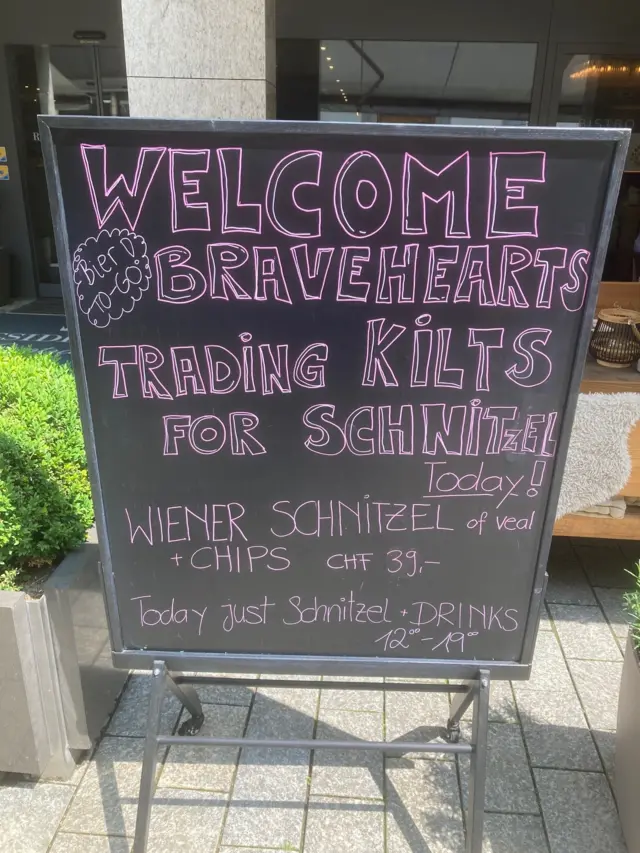 WELCOME
BIER
TO GO!
BRAVEHEARTS
TRADING KILTS
FOR SCHNITZEL
Today!
WIENER SCHNITZEL of veal
+ CHIPS CHF 39,-
Today just Schnitzel + DRINKS
12⁰⁰-19⁰⁰